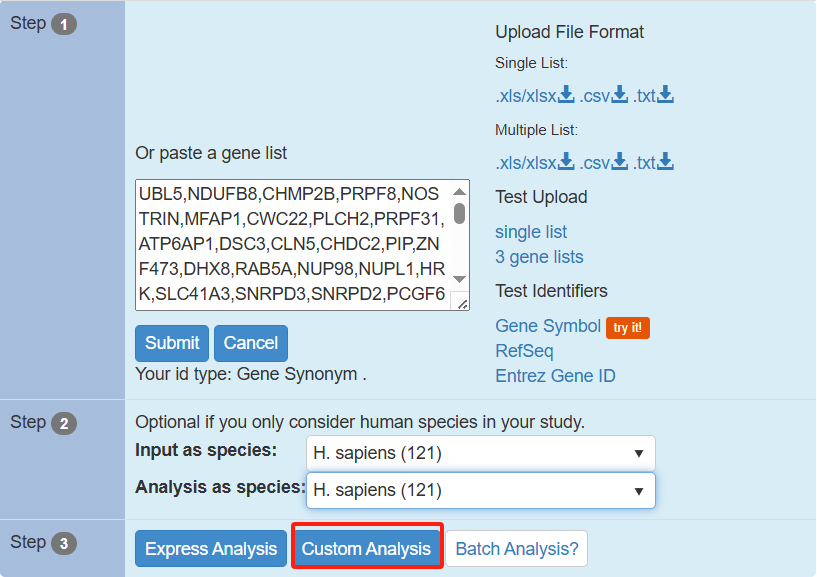 Step 1
Upload File Format
Single List:
.xls/xlsx .csv .txt
Multiple List:
.xls/xlsx .csv .txt
Or paste a gene list
UBL5,NDUFB8,CHMP2B,PRPF8,NOS
TRIN,MFAP1,CWC22,PLCH2,PRPF31,
ATP6AP1,DSC3,CLN5,CHDC2,PIP,ZN
F473,DHX8,RAB5A,NUP98,NUPL1,HR
K,SLC41A3,SNRPD3,SNRPD2,PCGF6
Test Upload
single list
3 gene lists
Test Identifiers
Gene Symbol try it!
RefSeq
Entrez Gene ID
Submit Cancel
Your id type: Gene Synonym .
Step 2
Optional if you only consider human species in your study.
Input as species: H. sapiens (121)
Analysis as species: H. sapiens (121)
Step 3
Express Analysis Custom Analysis Batch Analysis?